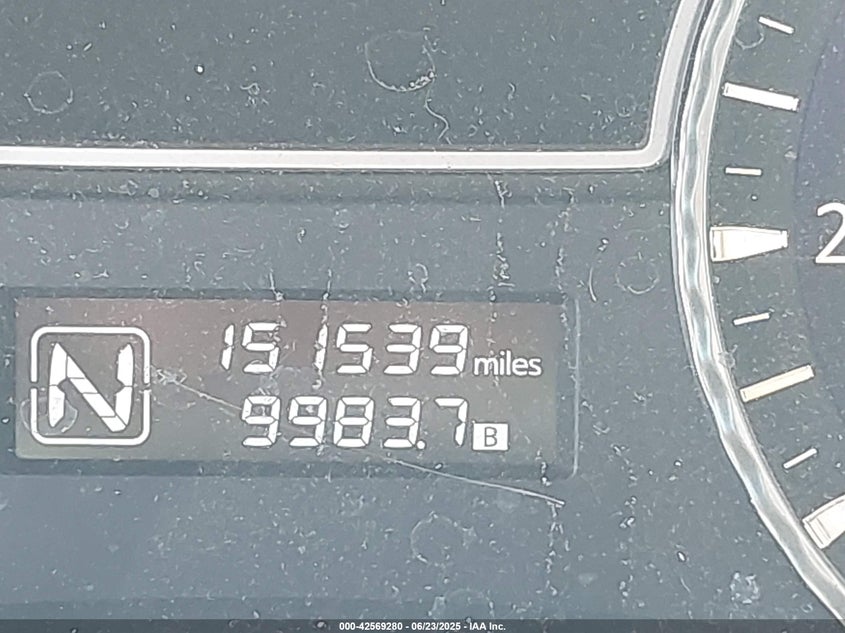 2
151539 miles
N
9983.7 B
000-42569280 - 06/23/2025 - IAA Inc.